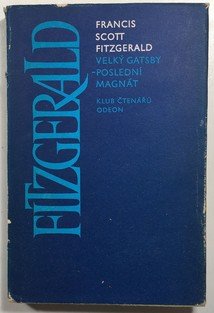 FITZGERALD
FRANCIS
SCOTT
FITZGERALD
VELKÝ GATSBY
-POSLEDNÍ
MAGNÁT
KLUB ČTENÁŘŮ
ODEON